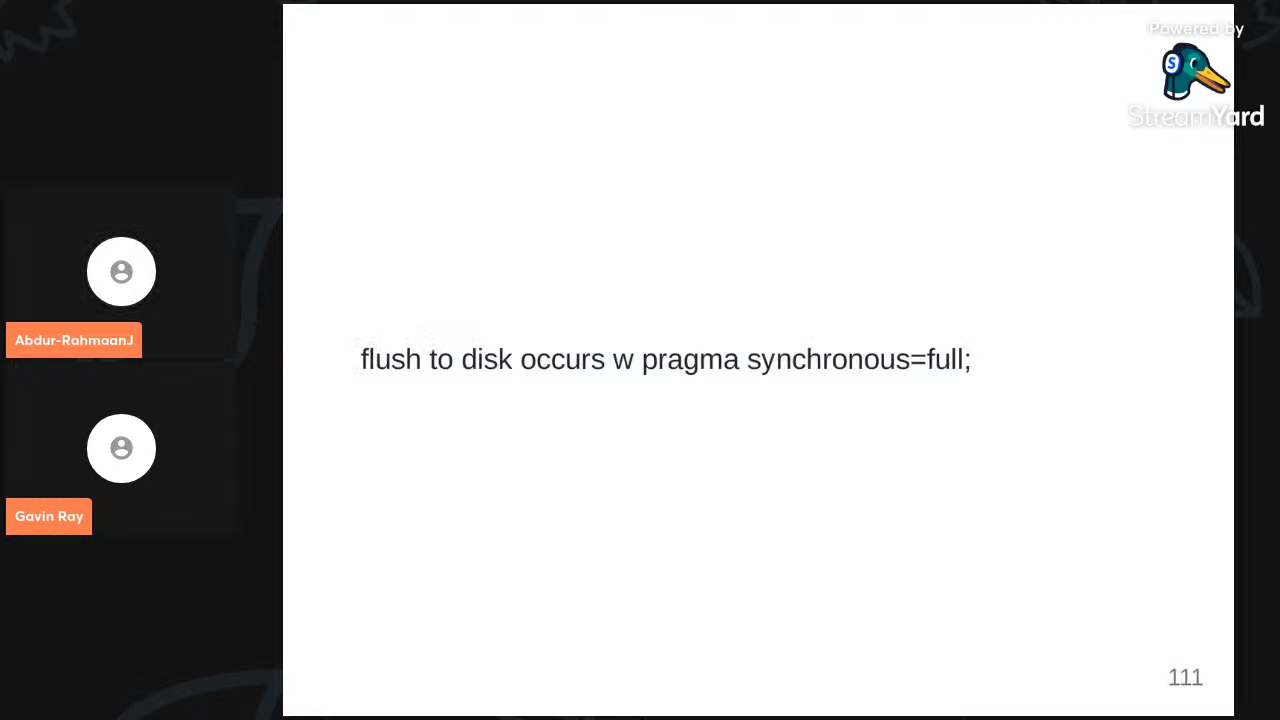 Powered by
StreamYard
Abdur-RahmaanJ
flush to disk occurs w pragma synchronous=full;
Gavin Ray
111